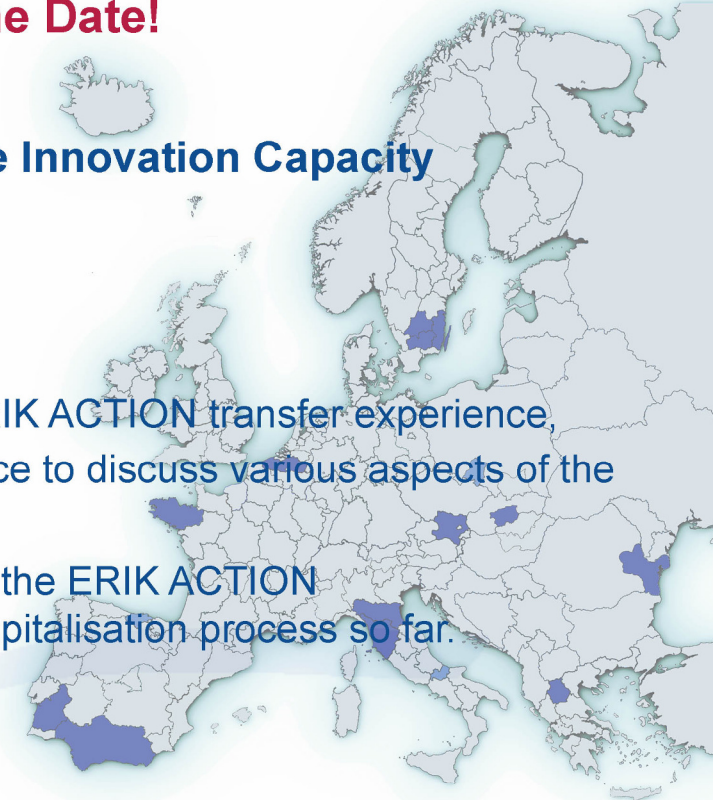 ne Date!
e Innovation Capacity
IK ACTION transfer experience,
ce to discuss various aspects of the
the ERIK ACTION
pitalisation process so far.